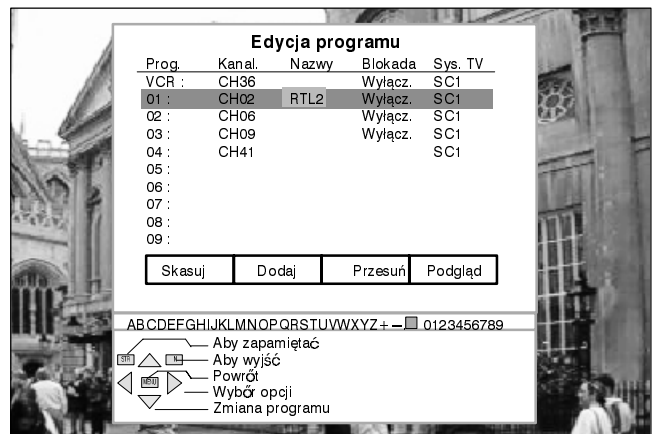 Edycja programu
Prog. Kanal. Nazwy Blokada Sys. TV
VCR : CH36 Wyłącz. SC1
01 : CH02 RTL2 Wyłącz. SC1
02 : CH06 Wyłącz. SC1
03 : CH09 Wyłącz. SC1
04 : CH41 SC1
05 :
06 :
07 :
08 :
09 :
Skasuj Dodaj Przesuń Podgląd
ABCDEFGHIJKLMNOPQRSTUVWXYZ+– 0123456789
Aby zapamiętać
STR Aby wyjść
MENU Powrót
Wybór opcji
Zmiana programu